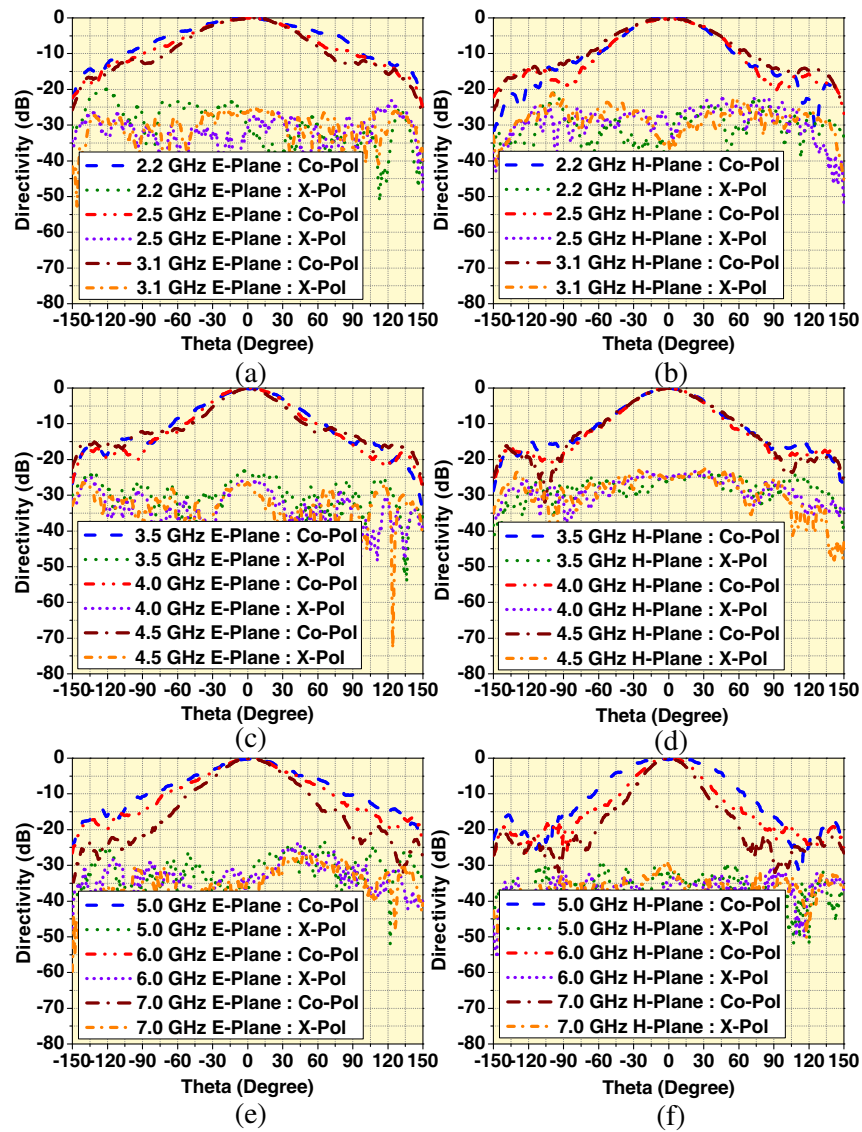 0
-10
-20
-30
-40
-50
-60
-70
-80
Directivity (dB)
2.2 GHz E-Plane : Co-Pol
2.2 GHz E-Plane : X-Pol
2.5 GHz E-Plane : Co-Pol
2.5 GHz E-Plane : X-Pol
3.1 GHz E-Plane : Co-Pol
3.1 GHz E-Plane : X-Pol
-150 -120 -90 -60 -30 0 30 60 90 120 150
Theta (Degree)
(a)
0
-10
-20
-30
-40
-50
-60
-70
-80
Directivity (dB)
2.2 GHz H-Plane : Co-Pol
2.2 GHz H-Plane : X-Pol
2.5 GHz H-Plane : Co-Pol
2.5 GHz H-Plane : X-Pol
3.1 GHz H-Plane : Co-Pol
3.1 GHz H-Plane : X-Pol
-150 -120 -90 -60 -30 0 30 60 90 120 150
Theta (Degree)
(b)
0
-10
-20
-30
-40
-50
-60
-70
-80
Directivity (dB)
3.5 GHz E-Plane : Co-Pol
3.5 GHz E-Plane : X-Pol
4.0 GHz E-Plane : Co-Pol
4.0 GHz E-Plane : X-Pol
4.5 GHz E-Plane : Co-Pol
4.5 GHz E-Plane : X-Pol
-150 -120 -90 -60 -30 0 30 60 90 120 150
Theta (Degree)
(c)
0
-10
-20
-30
-40
-50
-60
-70
-80
Directivity (dB)
3.5 GHz H-Plane : Co-Pol
3.5 GHz H-Plane : X-Pol
4.0 GHz H-Plane : Co-Pol
4.0 GHz H-Plane : X-Pol
4.5 GHz H-Plane : Co-Pol
4.5 GHz H-Plane : X-Pol
-150 -120 -90 -60 -30 0 30 60 90 120 150
Theta (Degree)
(d)
0
-10
-20
-30
-40
-50
-60
-70
-80
Directivity (dB)
5.0 GHz E-Plane : Co-Pol
5.0 GHz E-Plane : X-Pol
6.0 GHz E-Plane : Co-Pol
6.0 GHz E-Plane : X-Pol
7.0 GHz E-Plane : Co-Pol
7.0 GHz E-Plane : X-Pol
-150 -120 -90 -60 -30 0 30 60 90 120 150
Theta (Degree)
(e)
0
-10
-20
-30
-40
-50
-60
-70
-80
Directivity (dB)
5.0 GHz H-Plane : Co-Pol
5.0 GHz H-Plane : X-Pol
6.0 GHz H-Plane : Co-Pol
6.0 GHz H-Plane : X-Pol
7.0 GHz H-Plane : Co-Pol
7.0 GHz H-Plane : X-Pol
-150 -120 -90 -60 -30 0 30 60 90 120 150
Theta (Degree)
(f)